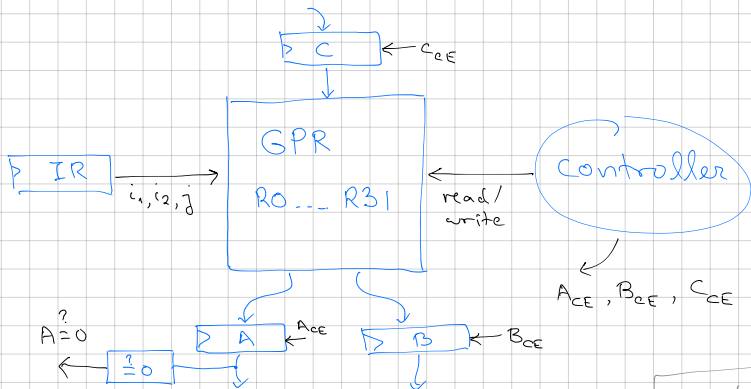 C
C_CE
GPR
IR
i₁, i₂, j
R0...R31
read/
write
Controller
A_CE, B_CE, C_CE
A ≟ 0
≟ 0
A
A_CE
B
B_CE